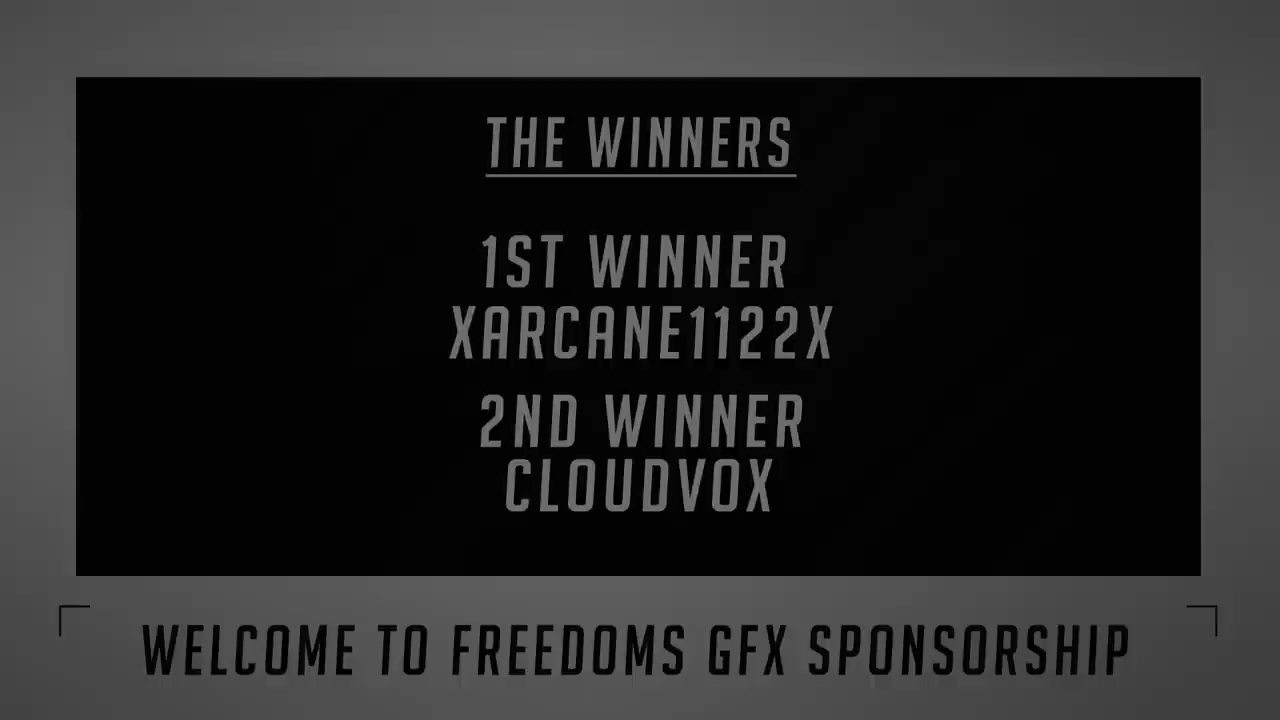 THE WINNERS
1ST WINNER
XARCANE1122X
2ND WINNER
CLOUDVOX
WELCOME TO FREEDOMS GFX SPONSORSHIP